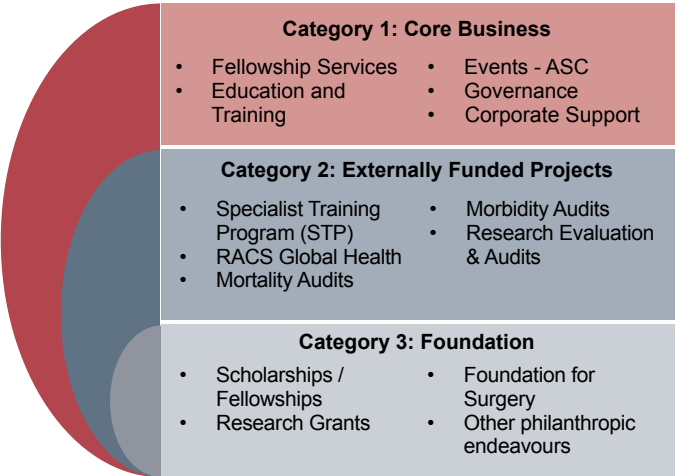 Category 1: Core Business
• Fellowship Services
• Education and
Training
• Events - ASC
• Governance
• Corporate Support
Category 2: Externally Funded Projects
• Specialist Training
Program (STP)
• RACS Global Health
• Mortality Audits
• Morbidity Audits
• Research Evaluation
& Audits
Category 3: Foundation
• Scholarships /
Fellowships
• Research Grants
• Foundation for
Surgery
• Other philanthropic
endeavours